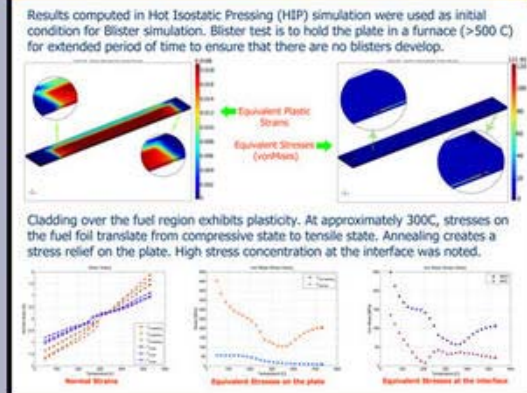 Results computed in Hot Isostatic Pressing (HIP) simulation were used as initial
condition for Blister simulation. Blister test is to hold the plate in a furnace (>500 C)
for extended period of time to ensure that there are no blisters develop.
Equivalent Plastic
Strains
Equivalent Stresses
(vonMises)
Cladding over the fuel region exhibits plasticity. At approximately 300C, stresses on
the fuel foil translate from compressive state to tensile state. Annealing creates a
stress relief on the plate. High stress concentration at the interface was noted.
Normal Strains
Equivalent Stresses on the plate
Equivalent Stresses at the interface